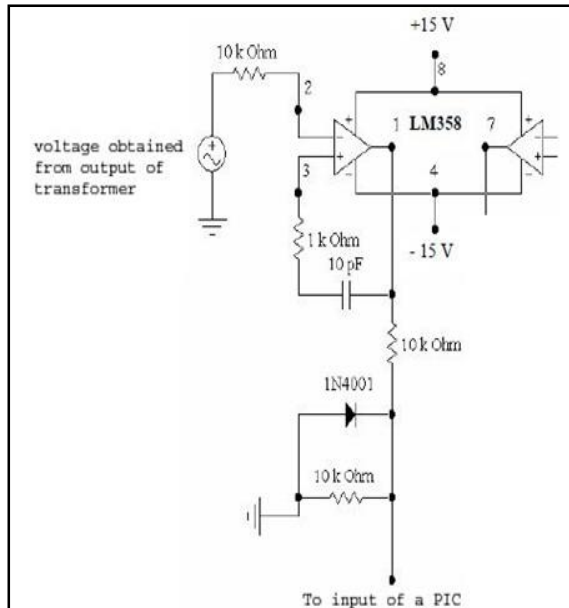 +15 V
10 k Ohm
8
2
LM358
1
7
voltage obtained
from output of
transformer
3
4
1 k Ohm
- 15 V
10 pF
10 k Ohm
1N4001
10 k Ohm
To input of a PIC